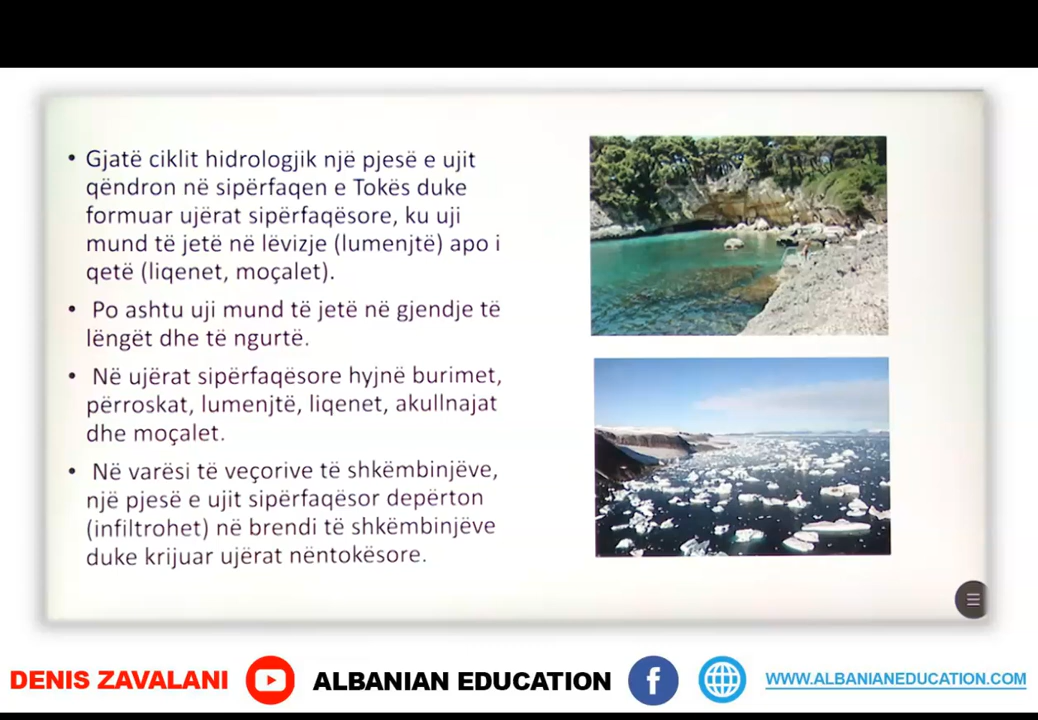 • Gjatë ciklit hidrologjik një pjesë e ujit
qëndron në sipërfaqen e Tokës duke
formuar ujërat sipërfaqësore, ku uji
mund të jetë në lëvizje (lumenjtë) apo i
qetë (liqenet, moçalet).
• Po ashtu uji mund të jetë në gjendje të
lëngët dhe të ngurtë.
• Në ujërat sipërfaqësore hyjnë burimet,
përroskat, lumenjtë, liqenet, akullnajat
dhe moçalet.
• Në varësi të veçorive të shkëmbinjëve,
një pjesë e ujit sipërfaqësor depërton
(infiltrohet) në brendi të shkëmbinjëve
duke krijuar ujërat nëntokësore.
DENIS ZAVALANI ALBANIAN EDUCATION f WWW.ALBANIANEDUCATION.COM